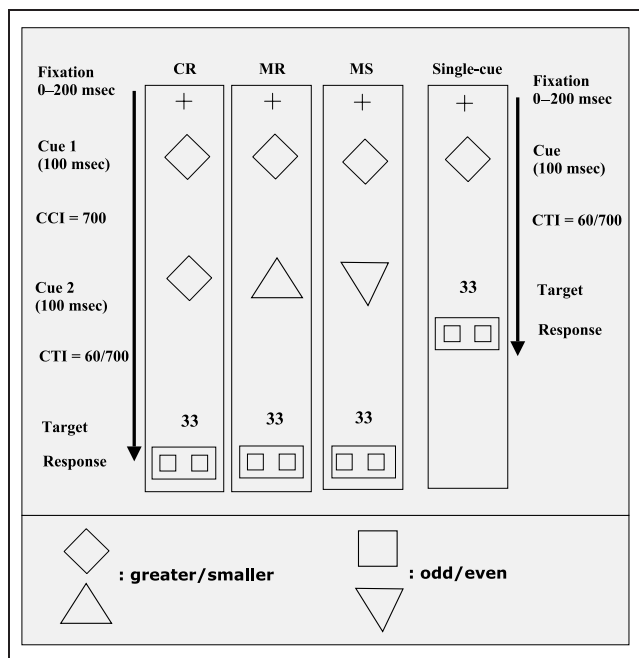 CR MR MS Single-cue
Fixation
0–200 msec
Fixation
0–200 msec
Cue 1
(100 msec)
Cue
(100 msec)
CCI = 700
CTI = 60/700
Cue 2
(100 msec)
33
Target
Response
CTI = 60/700
33 33 33
Target
Response
: greater/smaller
: odd/even